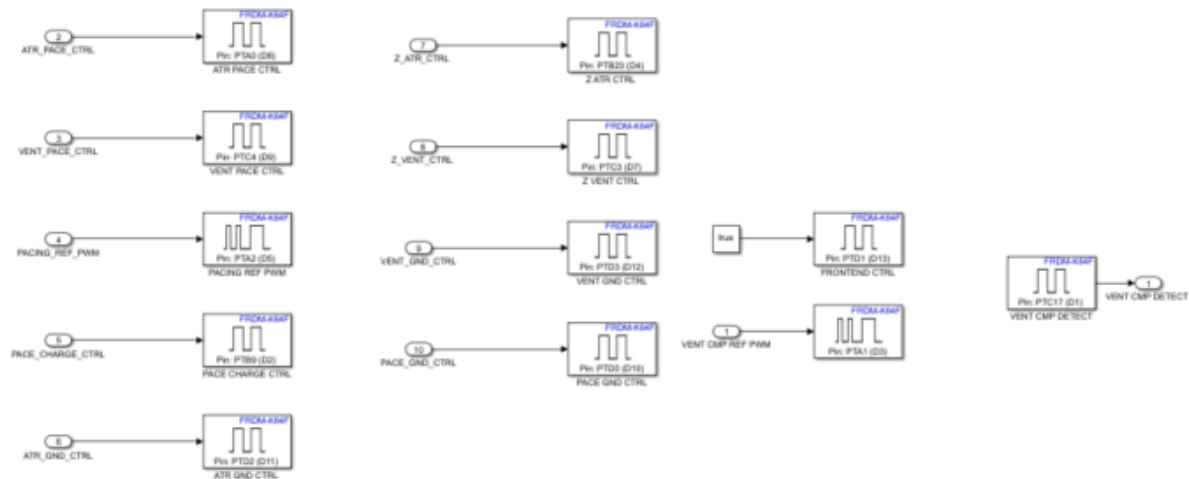 2
ATR_PACE_CTRL
FRDM-K64F
Pin: PTA0 (D8)
ATR PACE CTRL
3
VENT_PACE_CTRL
FRDM-K64F
Pin: PTC4 (D9)
VENT PACE CTRL
4
PACING_REF_PWM
FRDM-K64F
Pin: PTA2 (D5)
PACING REF PWM
5
PACE_CHARGE_CTRL
FRDM-K64F
Pin: PTB9 (D2)
PACE CHARGE CTRL
6
ATR_GND_CTRL
FRDM-K64F
Pin: PTD2 (D11)
ATR GND CTRL
7
Z_ATR_CTRL
FRDM-K64F
Pin: PTB23 (D4)
Z ATR CTRL
8
Z_VENT_CTRL
FRDM-K64F
Pin: PTC3 (D7)
Z VENT CTRL
9
VENT_GND_CTRL
FRDM-K64F
Pin: PTD3 (D12)
VENT GND CTRL
10
PACE_GND_CTRL
FRDM-K64F
Pin: PTD0 (D10)
PACE GND CTRL
true
FRDM-K64F
Pin: PTD1 (D13)
FRONTEND CTRL
1
VENT CMP REF PWM
FRDM-K64F
Pin: PTA1 (D3)
FRDM-K64F
Pin: PTC17 (D1)
VENT CMP DETECT
1
VENT CMP DETECT